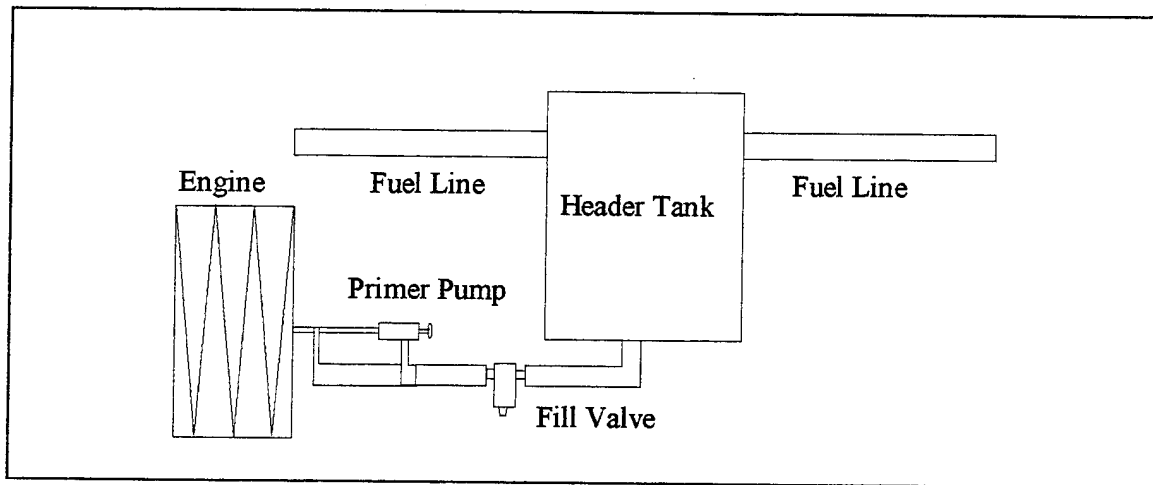 Engine
Fuel Line
Header Tank
Fuel Line
Primer Pump
Fill Valve